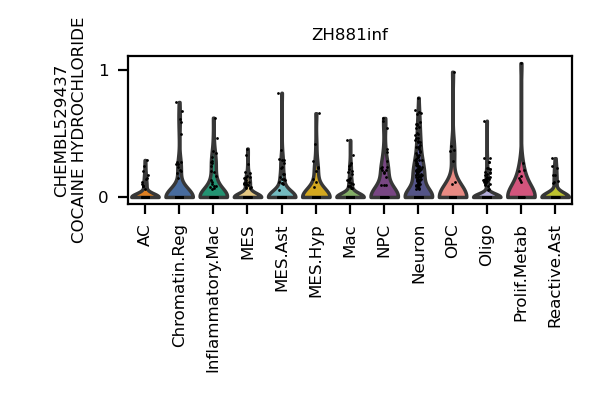 ZH881inf
CHEMBL529437
COCAINE HYDROCHLORIDE
1
0
AC
Chromatin.Reg
Inflammatory.Mac
MES
MES.Ast
MES.Hyp
Mac
NPC
Neuron
OPC
Oligo
Prolif.Metab
Reactive.Ast